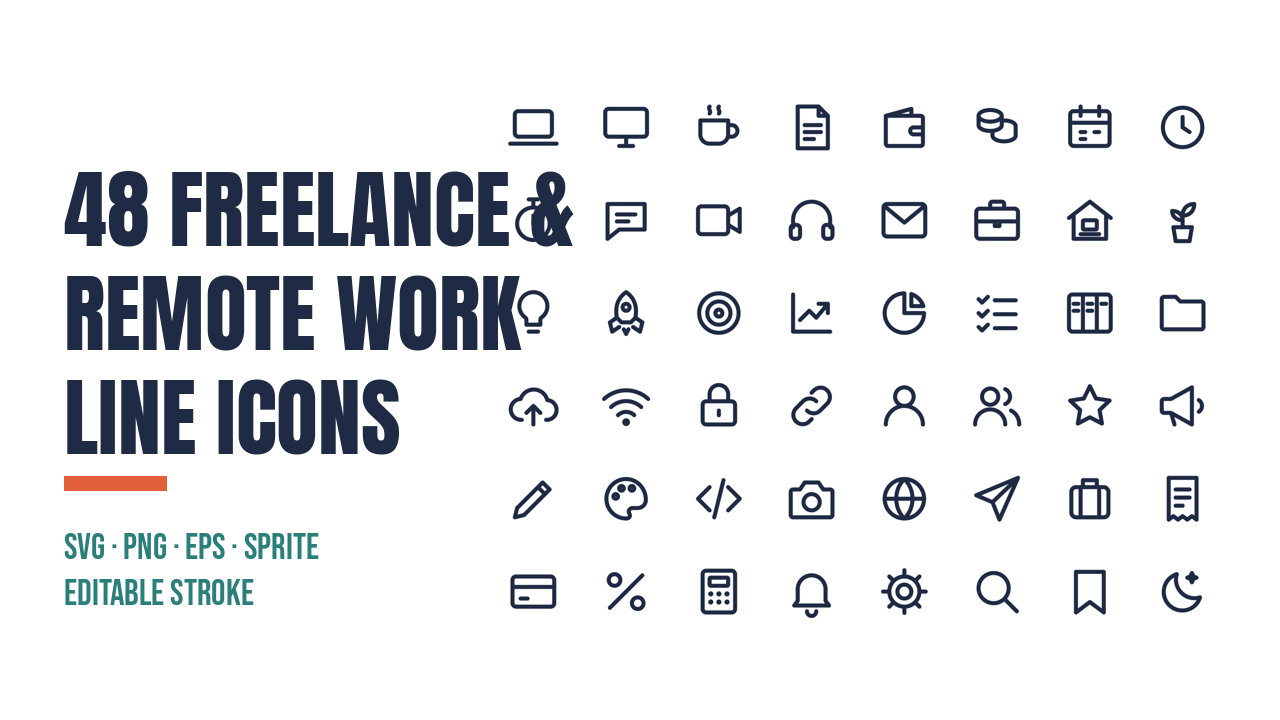 48 FREELANCE &
REMOTE WORK
LINE ICONS
SVG · PNG · EPS · SPRITE
EDITABLE STROKE